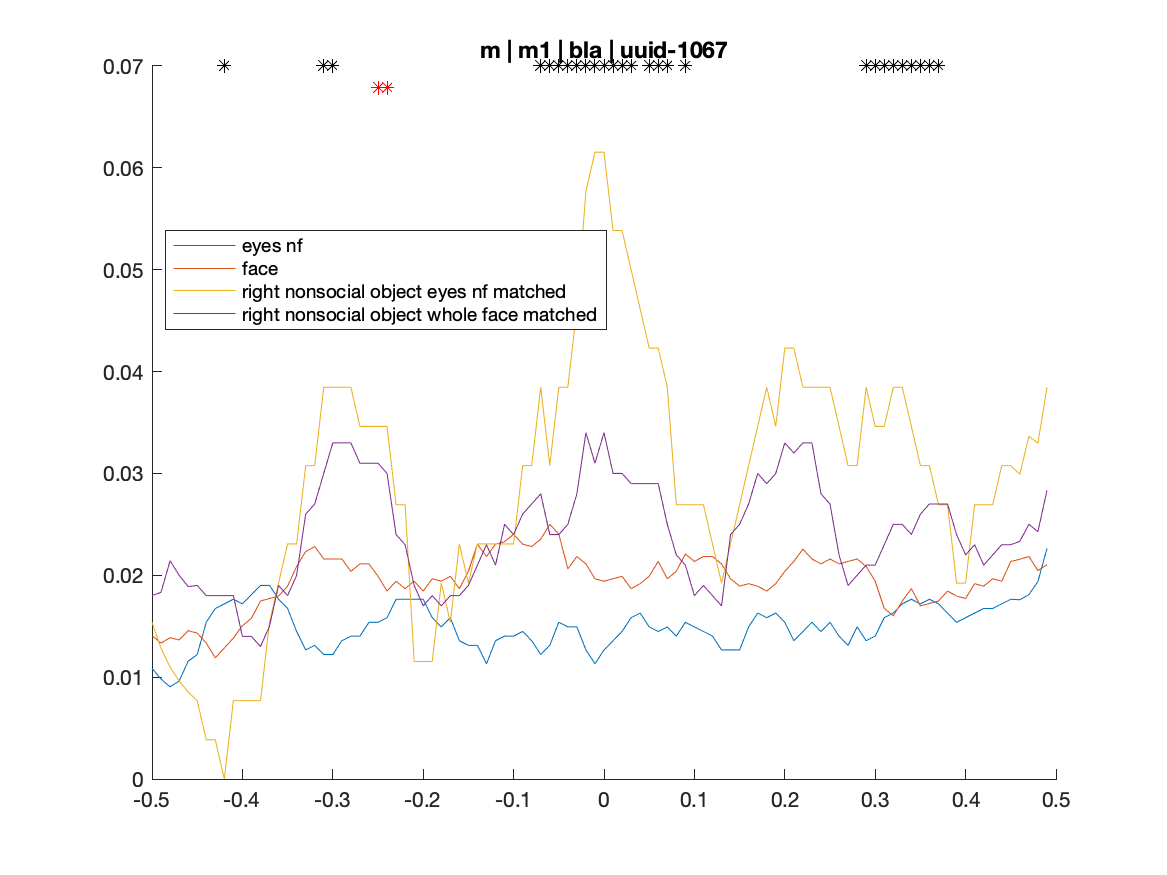 m | m1 | bla | uuid-1067
0.07
0.06
0.05
0.04
0.03
0.02
0.01
0
eyes nf
face
right nonsocial object eyes nf matched
right nonsocial object whole face matched
-0.5 -0.4 -0.3 -0.2 -0.1 0 0.1 0.2 0.3 0.4 0.5